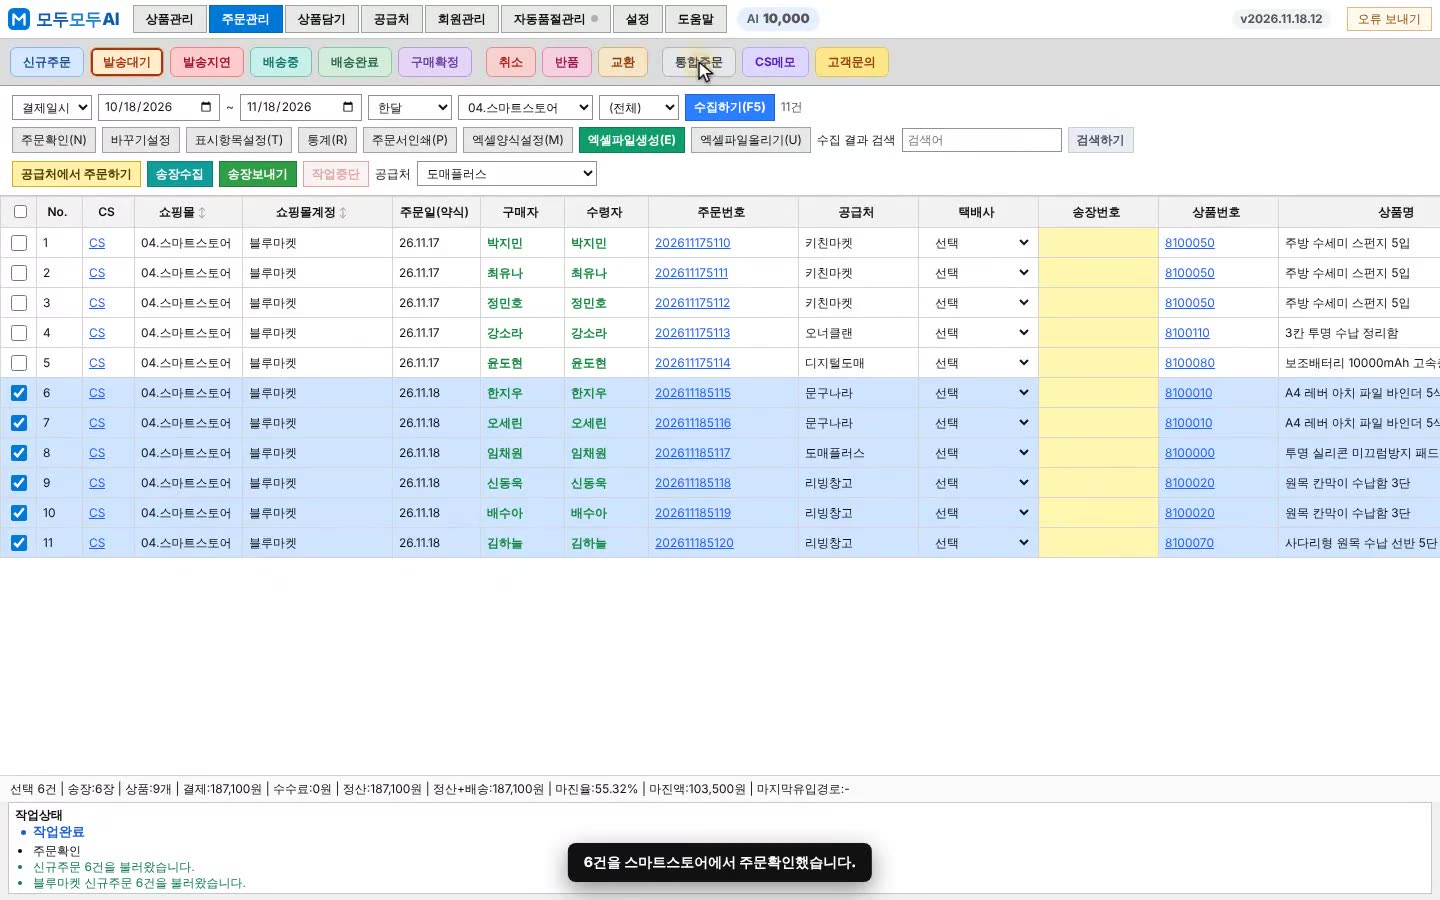 모두모두AI 상품관리 주문관리 상품담기 공급처 회원관리 자동품절관리 설정 도움말 AI 10,000 v2026.11.18.12 오류 보내기
신규주문 발송대기 발송지연 배송중 배송완료 구매확정 취소 반품 교환 통합주문 CS메모 고객문의
결제일시 10/18/2026 ~ 11/18/2026 한달 04.스마트스토어 (전체) 수집하기(F5) 11건
주문확인(N) 바꾸기설정 표시항목설정(T) 통계(R) 주문서인쇄(P) 엑셀양식설정(M) 엑셀파일생성(E) 엑셀파일올리기(U) 수집 결과 검색 검색어 검색하기
공급처에서 주문하기 송장수집 송장보내기 작업중단 공급처 도매플러스
No. CS 쇼핑몰 쇼핑몰계정 주문일(약식) 구매자 수령자 주문번호 공급처 택배사 송장번호 상품번호 상품명
1 CS 04.스마트스토어 블루마켓 26.11.17 박지민 박지민 202611175110 키친마켓 선택 8100050 주방 수세미 스펀지 5입
2 CS 04.스마트스토어 블루마켓 26.11.17 최유나 최유나 202611175111 키친마켓 선택 8100050 주방 수세미 스펀지 5입
3 CS 04.스마트스토어 블루마켓 26.11.17 정민호 정민호 202611175112 키친마켓 선택 8100050 주방 수세미 스펀지 5입
4 CS 04.스마트스토어 블루마켓 26.11.17 강소라 강소라 202611175113 오너클랜 선택 8100110 3칸 투명 수납 정리함
5 CS 04.스마트스토어 블루마켓 26.11.17 윤도현 윤도현 202611175114 디지털도매 선택 8100080 보조배터리 10000mAh 고속
6 CS 04.스마트스토어 블루마켓 26.11.18 한지우 한지우 202611185115 문구나라 선택 8100010 A4 레버 아치 파일 바인더 5색
7 CS 04.스마트스토어 블루마켓 26.11.18 오세린 오세린 202611185116 문구나라 선택 8100010 A4 레버 아치 파일 바인더 5색
8 CS 04.스마트스토어 블루마켓 26.11.18 임채원 임채원 202611185117 도매플러스 선택 8100000 투명 실리콘 미끄럼방지 패드
9 CS 04.스마트스토어 블루마켓 26.11.18 신동욱 신동욱 202611185118 리빙창고 선택 8100020 원목 칸막이 수납함 3단
10 CS 04.스마트스토어 블루마켓 26.11.18 배수아 배수아 202611185119 리빙창고 선택 8100020 원목 칸막이 수납함 3단
11 CS 04.스마트스토어 블루마켓 26.11.18 김하늘 김하늘 202611185120 리빙창고 선택 8100070 사다리형 원목 수납 선반 5단
선택 6건 | 송장:6장 | 상품:9개 | 결제:187,100원 | 수수료:0원 | 정산:187,100원 | 정산+배송:187,100원 | 마진율:55.32% | 마진액:103,500원 | 마지막유입경로:-
작업상태
작업완료
주문확인
신규주문 6건을 불러왔습니다.
블루마켓 신규주문 6건을 불러왔습니다.
6건을 스마트스토어에서 주문확인했습니다.